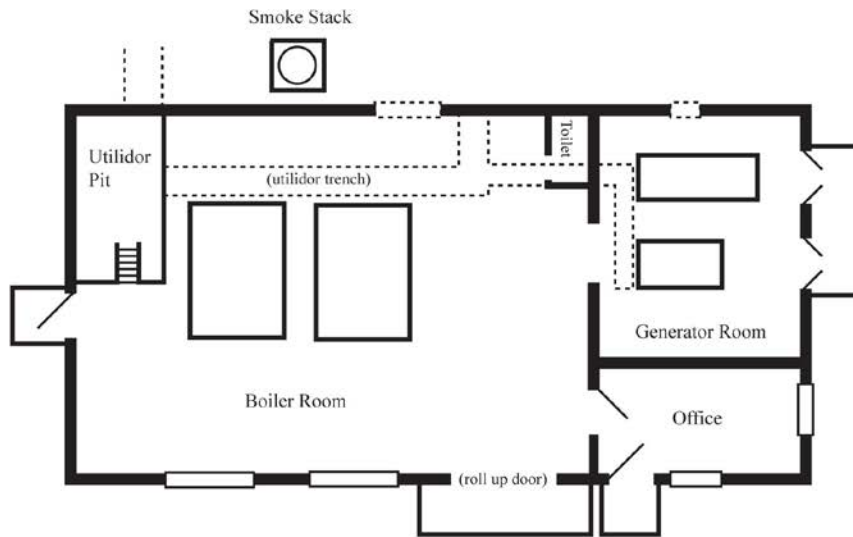 Smoke Stack
Utilidor
Pit
(utilidor trench)
Toilet
Generator Room
Boiler Room
Office
(roll up door)